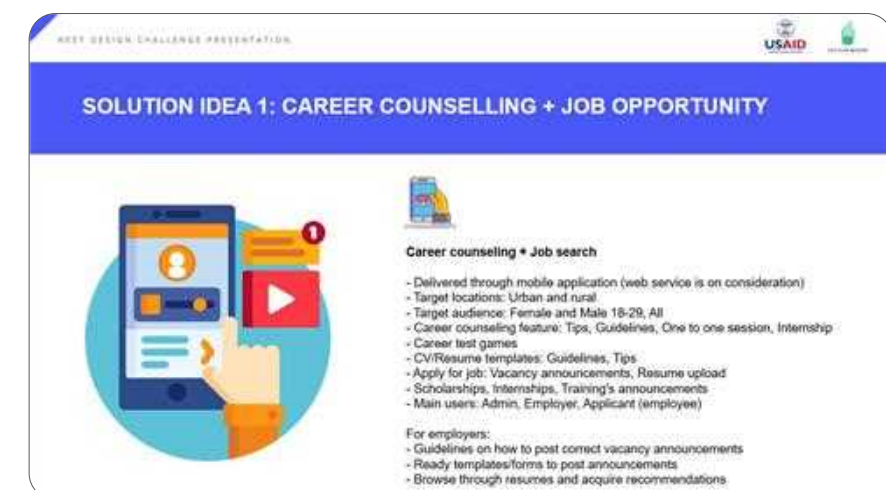 DESIGN CHALLENGE PRESENTATION
USAID
SOLUTION IDEA 1: CAREER COUNSELLING + JOB OPPORTUNITY
1
Career counseling + Job search
- Delivered through mobile application (web service is on consideration)
- Target locations: Urban and rural
- Target audience: Female and Male 18-29, All
- Career counseling feature: Tips, Guidelines, One to one session, Internship
- Career test games
- CV/Resume templates: Guidelines, Tips
- Apply for job: Vacancy announcements, Resume upload
- Scholarships, Internships, Training's announcements
- Main users: Admin, Employer, Applicant (employee)
For employers:
- Guidelines on how to post correct vacancy announcements
- Ready templates/forms to post announcements
- Browse through resumes and acquire recommendations